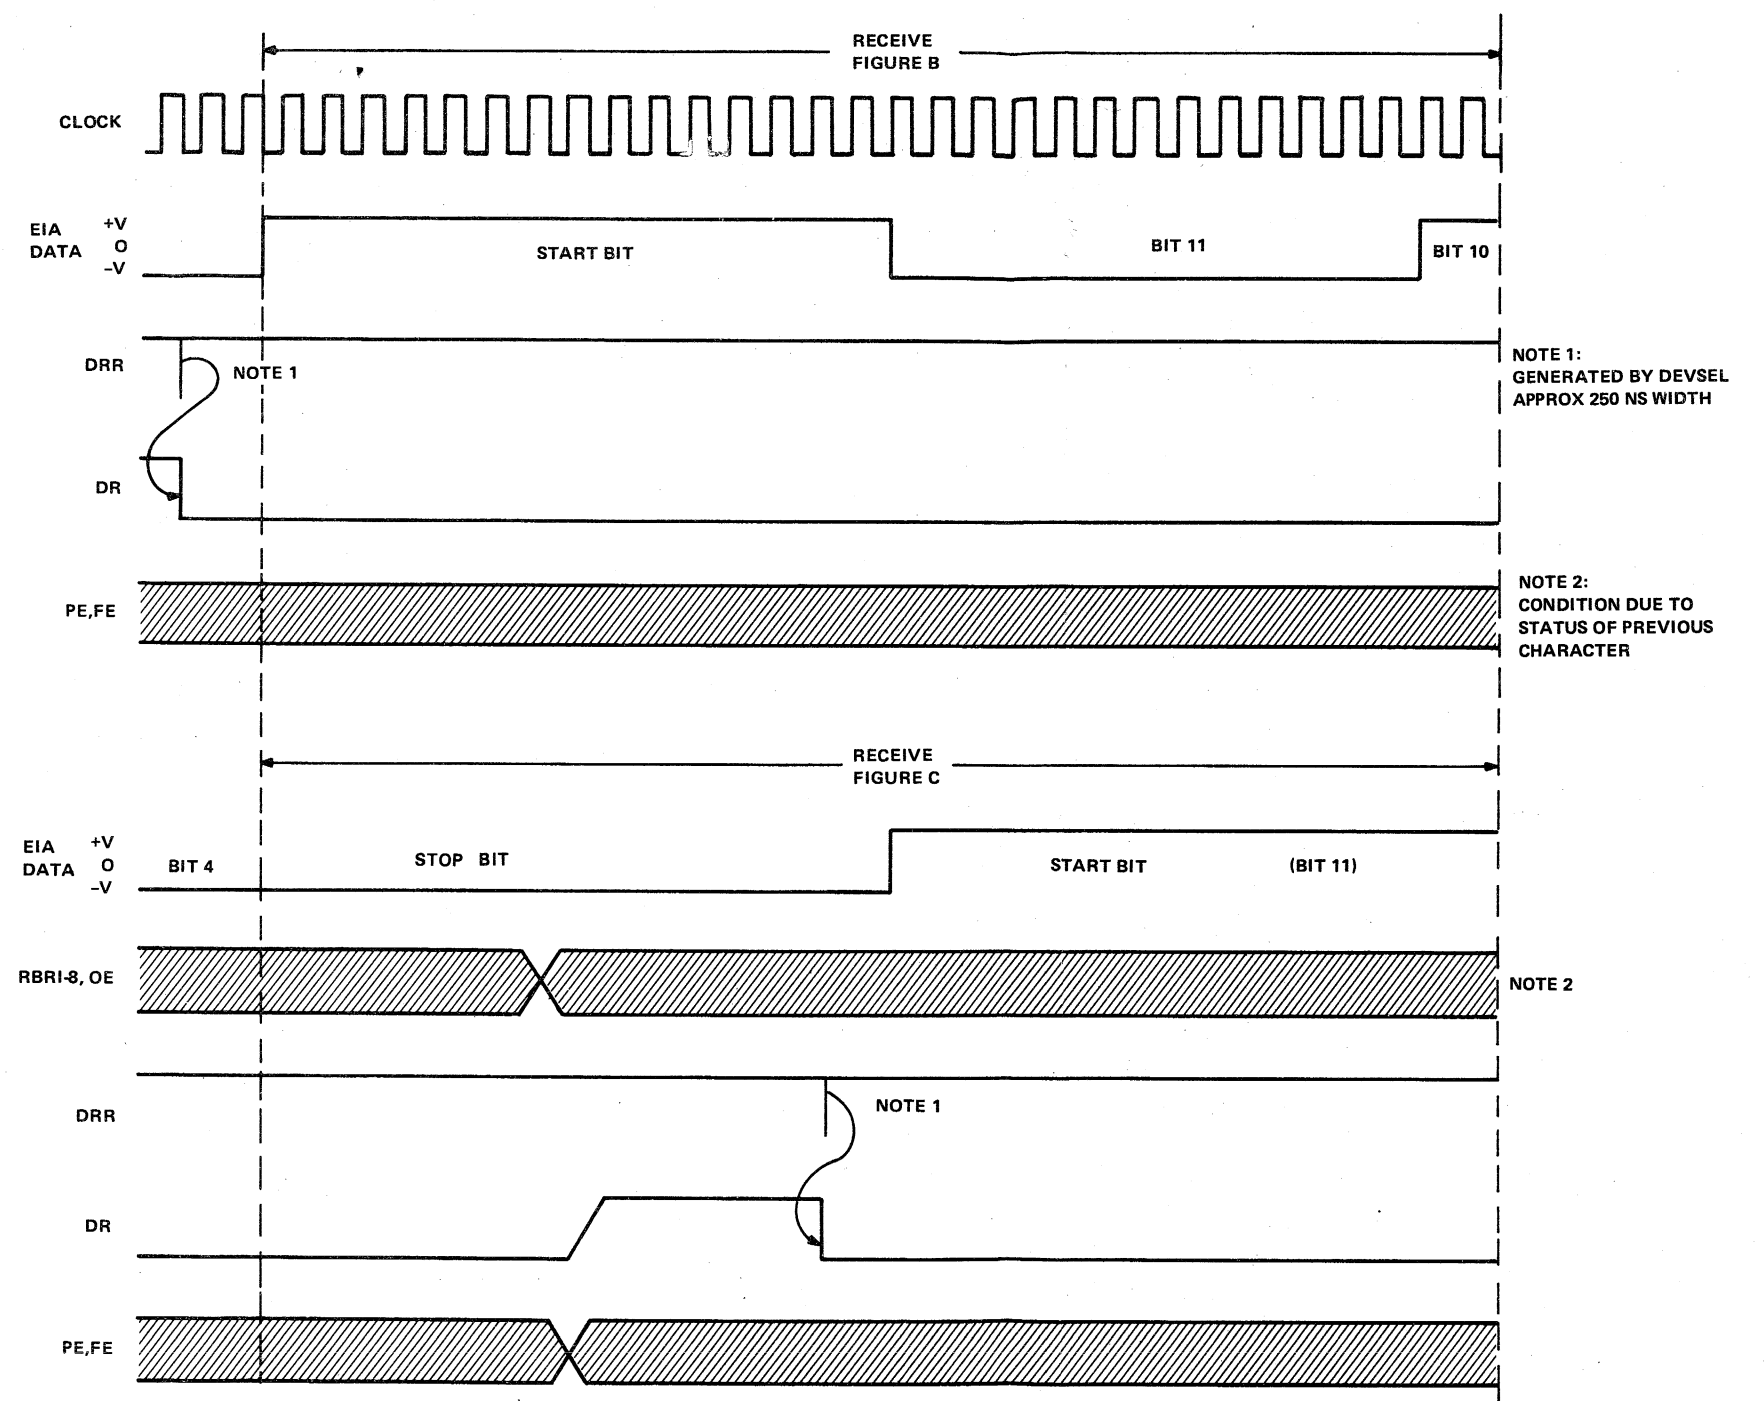 RECEIVE
FIGURE B
CLOCK
EIA +V
DATA O
–V
START BIT
BIT 11
BIT 10
DRR
NOTE 1
NOTE 1:
GENERATED BY DEVSEL
APPROX 250 NS WIDTH
DR
PE,FE
NOTE 2:
CONDITION DUE TO
STATUS OF PREVIOUS
CHARACTER
RECEIVE
FIGURE C
EIA +V
DATA O
–V
BIT 4
STOP BIT
START BIT
(BIT 11)
RBRI-8, OE
NOTE 2
DRR
NOTE 1
DR
PE,FE